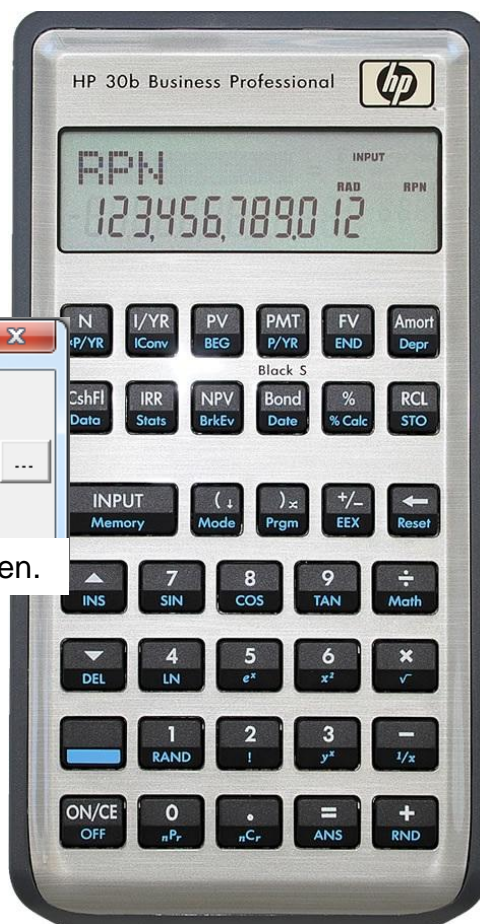 HP 30b Business Professional hp
INPUT
RPN
RAD RPN
123,456,789.012
N I/YR PV PMT FV Amort
P/YR IConv BEG P/YR END Depr
X
Black S
CshFl IRR NPV Bond % RCL
Data Stats BrkEv Date % Calc STO
...
INPUT (↓ )x +/− ←
Memory Mode Prgm EEX Reset
en.
▲ 7 8 9 ÷
INS SIN COS TAN Math
▼ 4 5 6 ×
DEL LN eˣ x² √
1 2 3 −
RAND ! yˣ 1/x
ON/CE 0 . = +
OFF nPr nCr ANS RND